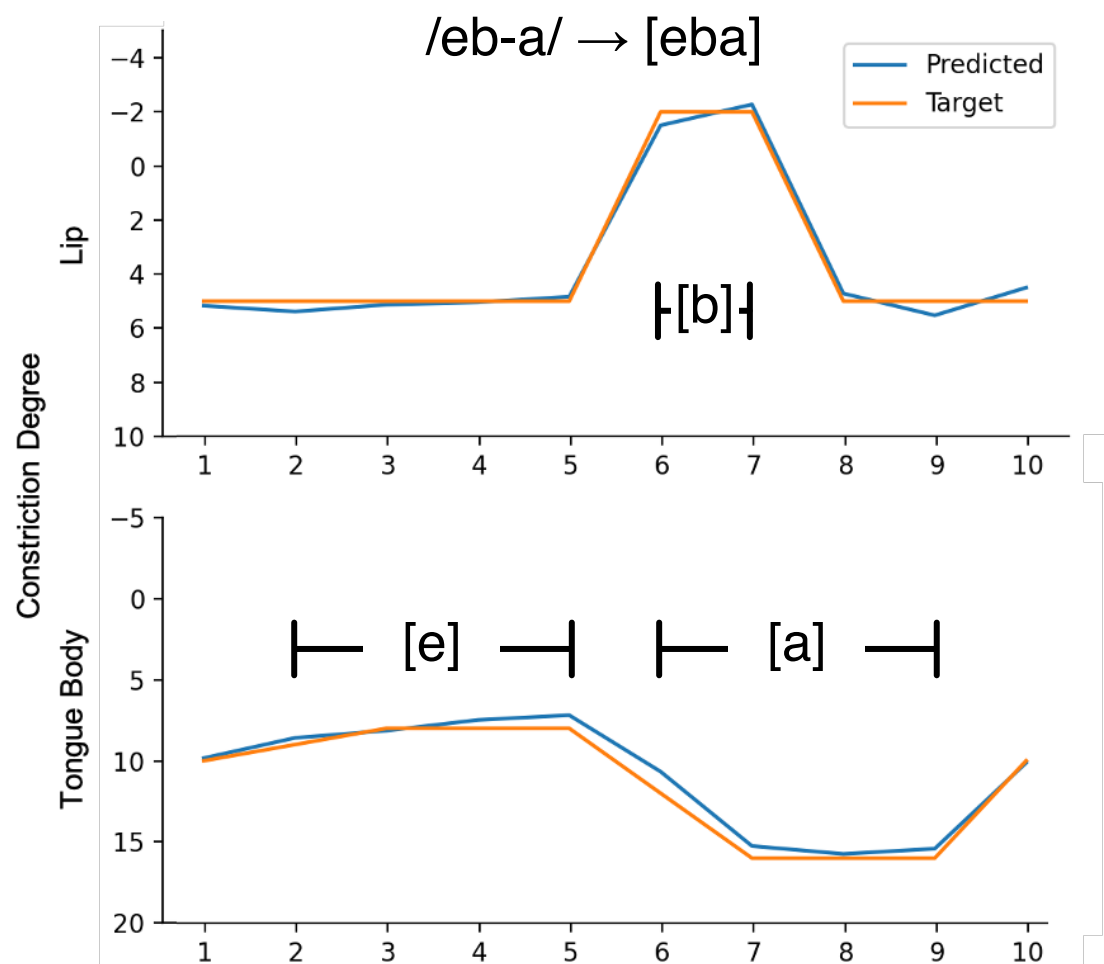 /eb-a/ → [eba]
Predicted
Target
−4
−2
0
2
4
6
8
10
Lip
[b]
1 2 3 4 5 6 7 8 9 10
Constriction Degree
−5
0
5
10
15
20
Tongue Body
[e] [a]
1 2 3 4 5 6 7 8 9 10